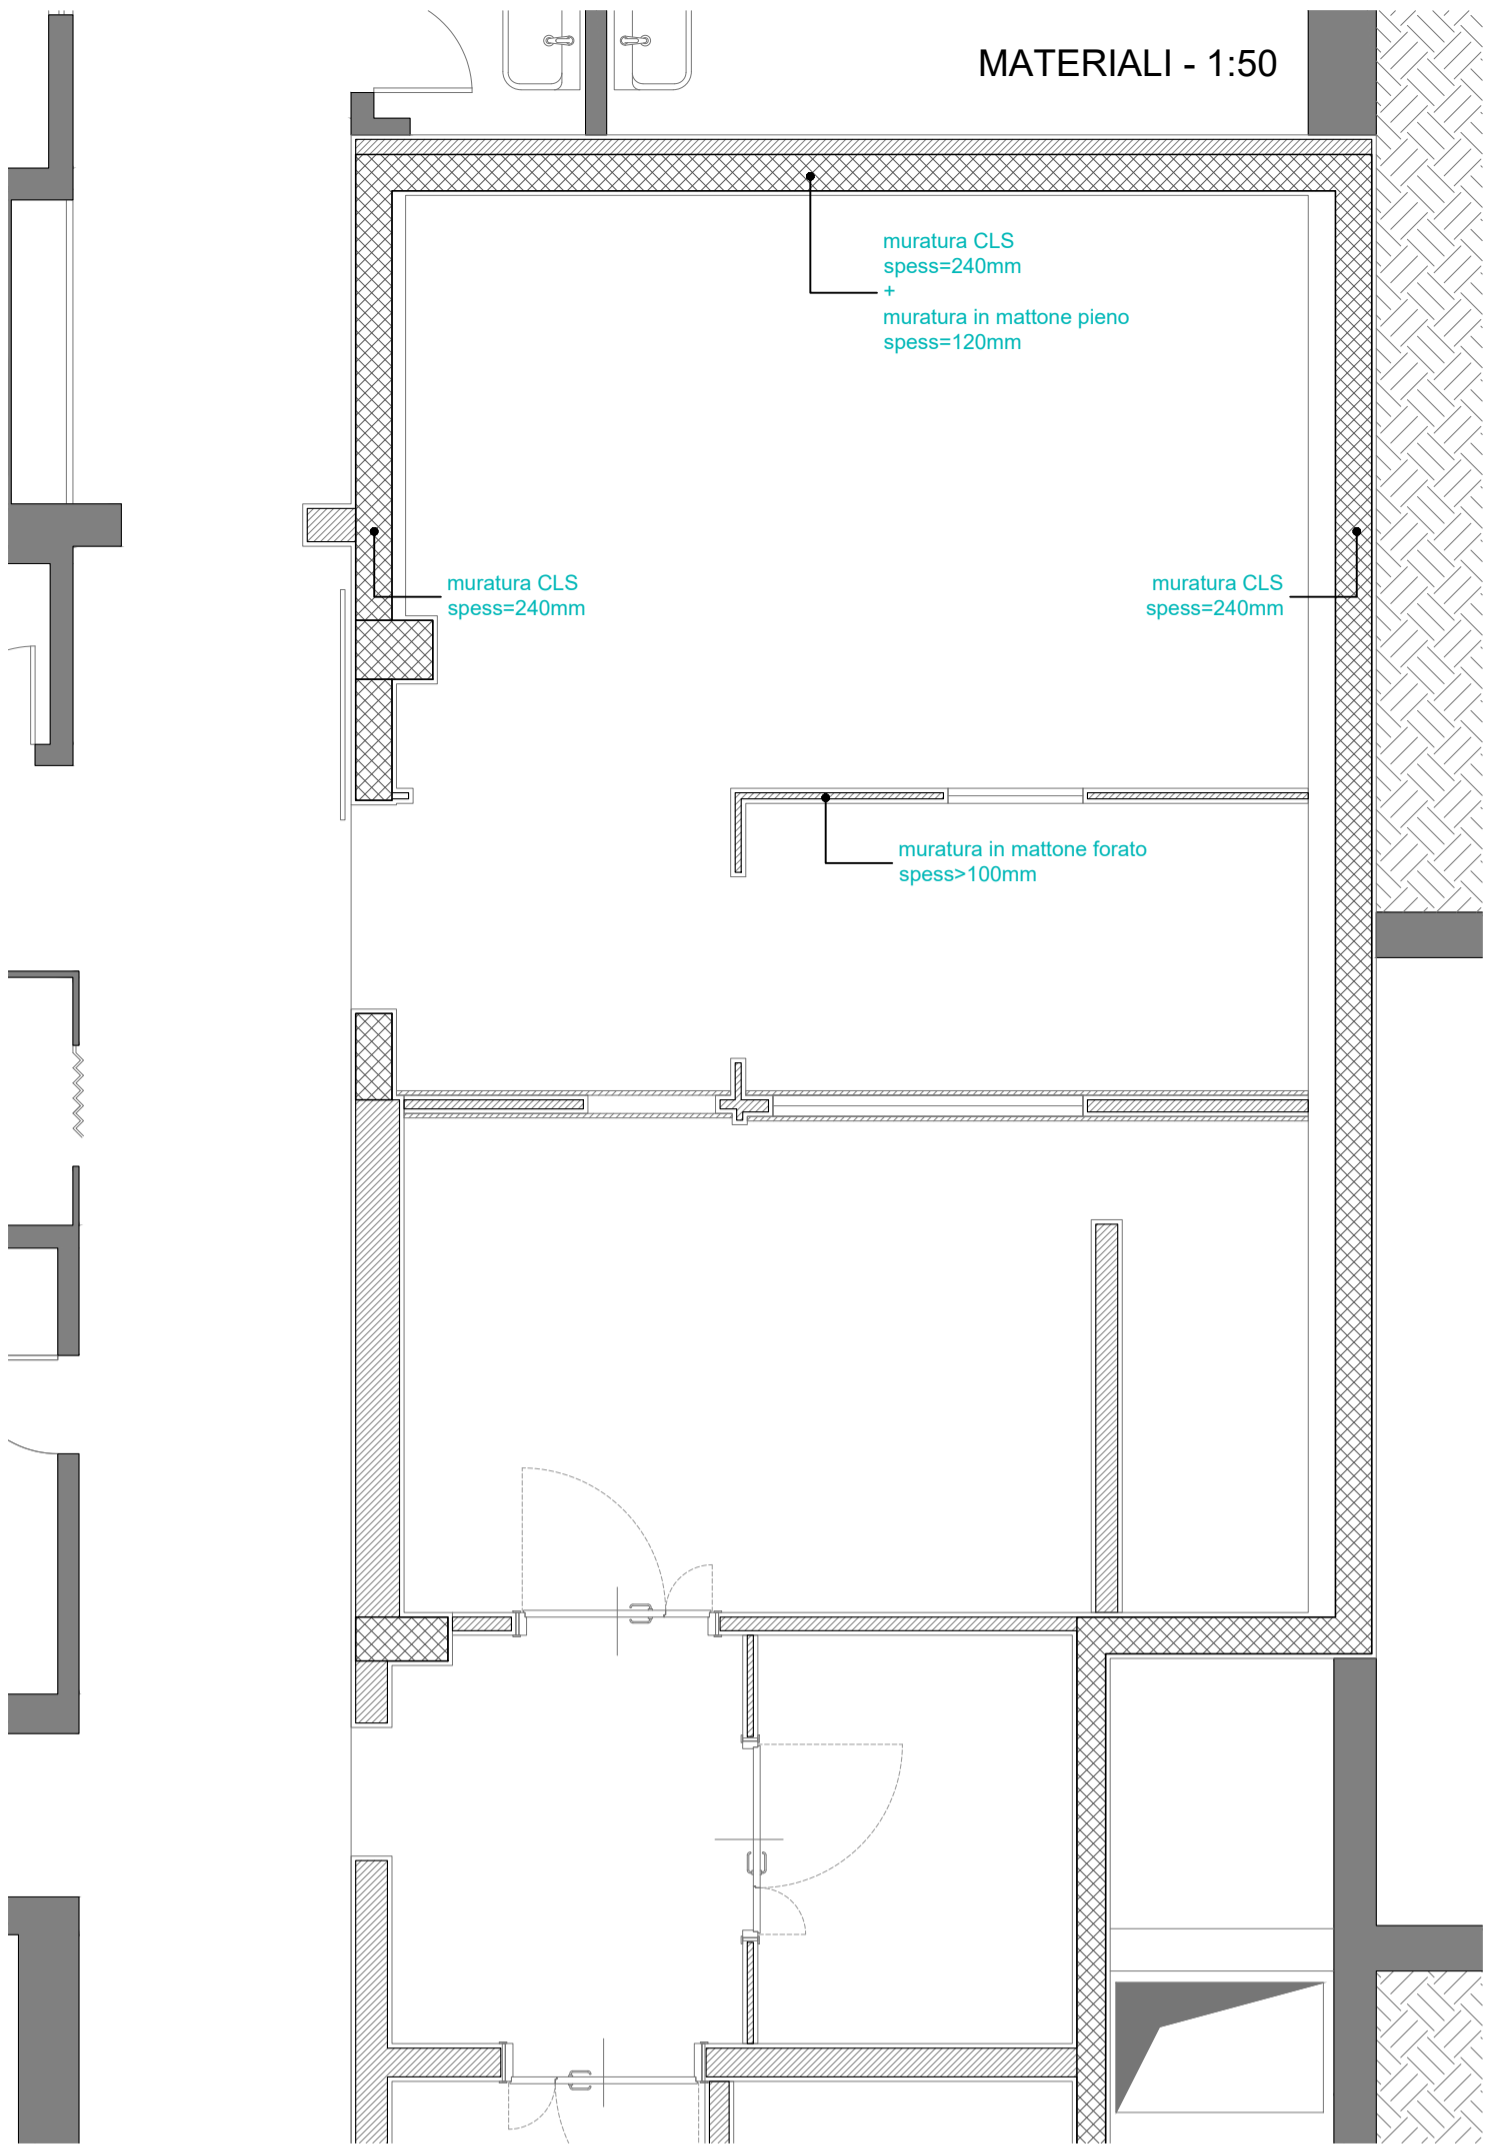 MATERIALI - 1:50
muratura CLS
spess=240mm
+
muratura in mattone pieno
spess=120mm
muratura CLS
spess=240mm
muratura CLS
spess=240mm
muratura in mattone forato
spess>100mm